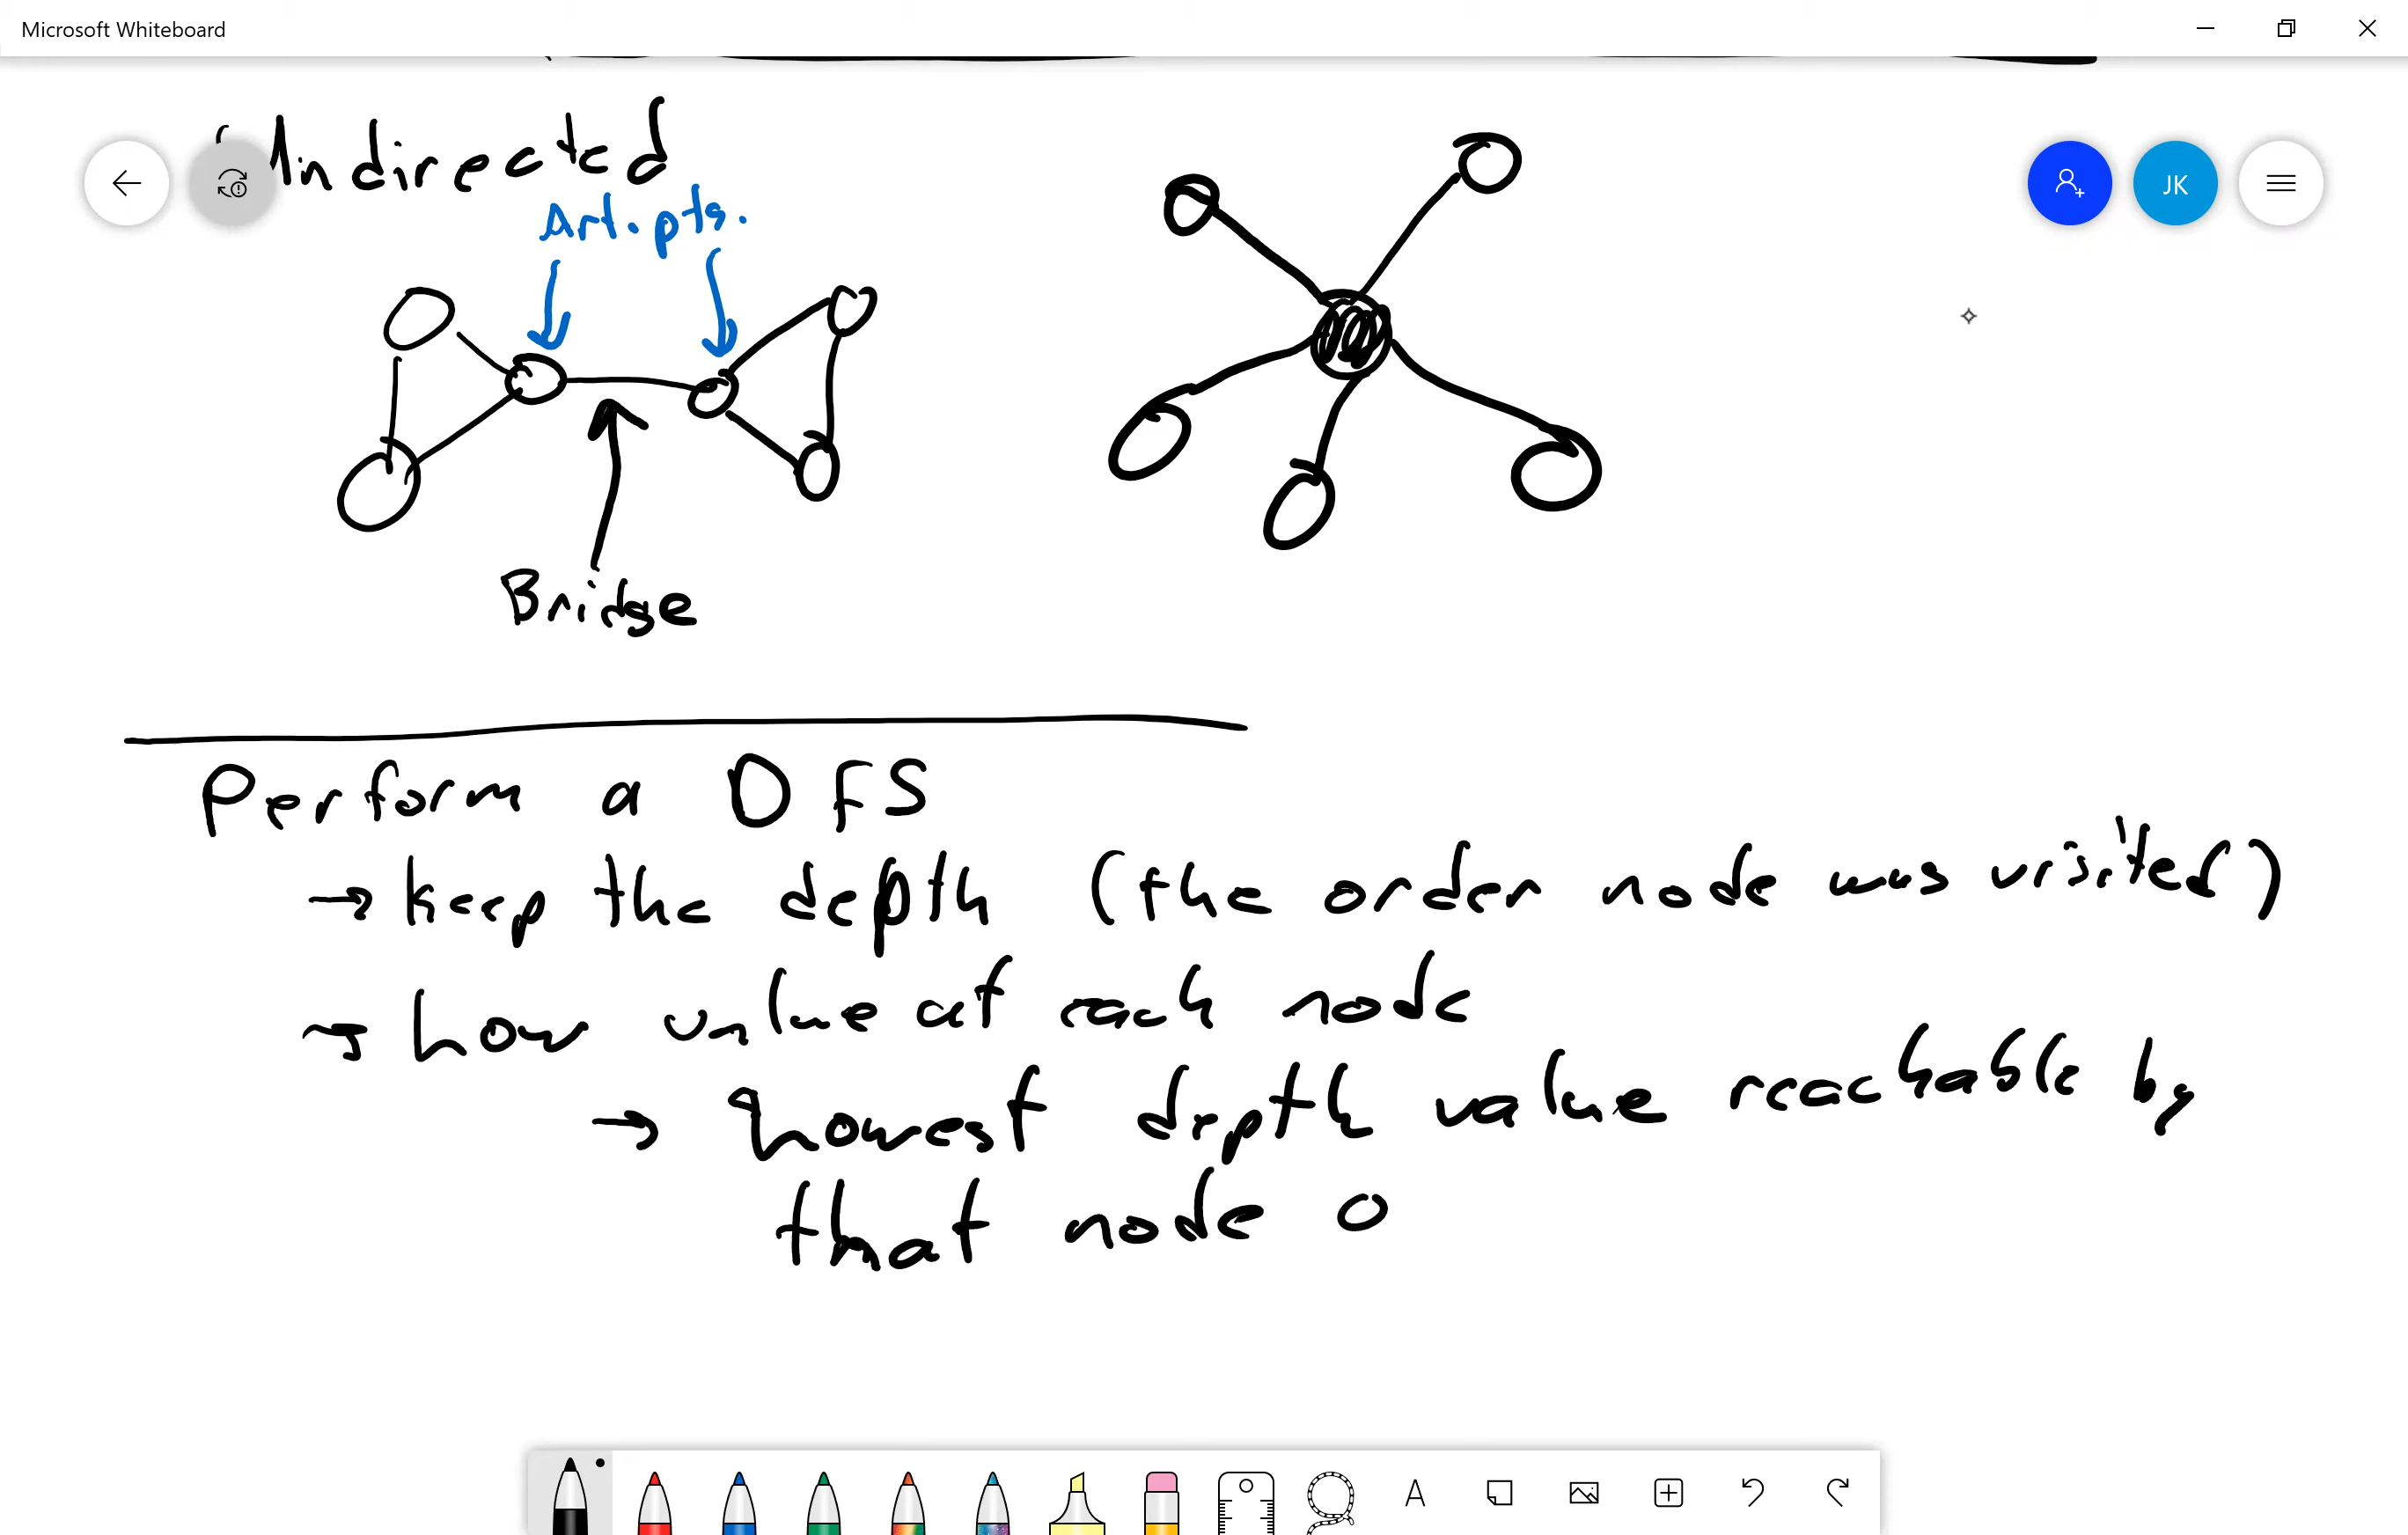 Microsoft Whiteboard
Undirected
Art. pts.
JK
Bridge
Perform a DFS
→ keep the depth (the order node was visited)
→ low value at each node
→ lowest depth value reachable by
that node o
A